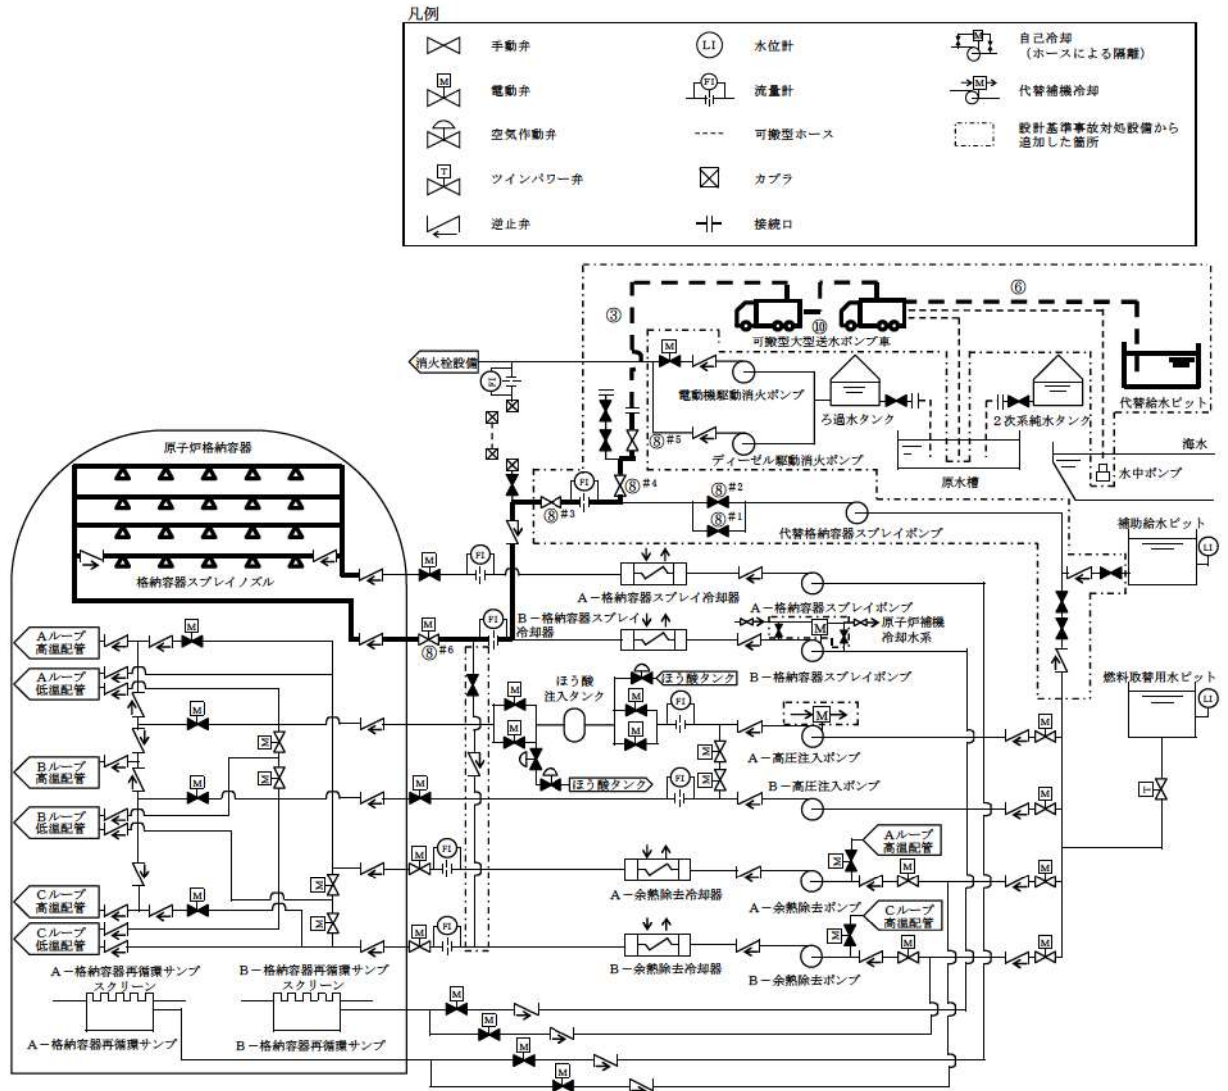 凡例
手動弁
LI
水位計
M
自己冷却
(ホースによる隔離)
M
電動弁
FI
流量計
M
代替補機冷却
空気作動弁
可搬型ホース
設計基準事故対処設備から
追加した箇所
T
ツインパワー弁
カプラ
逆止弁
接続口
⑥
③
⑩
可搬型大型送水ポンプ車
消火栓設備
M
FI
電動機駆動消火ポンプ
ろ過水タンク
2次系純水タンク
代替給水ピット
海水
⑧#5
ディーゼル駆動消火ポンプ
原水槽
水中ポンプ
原子炉格納容器
FI
⑧#4
⑧#2
⑧#3
⑧#1
代替格納容器スプレイポンプ
補助給水ピット
LI
格納容器スプレイノズル
M
FI
A-格納容器スプレイ冷却器
A-格納容器スプレイポンプ
B-格納容器スプレイ
冷却器
原子炉補機
冷却水系
M
FI
M
⑧#6
B-格納容器スプレイポンプ
Aループ
高温配管
M
Aループ
低温配管
ほう酸
注入タンク
ほう酸タンク
燃料取替用水ピット
LI
M
M
M
FI
M
M
M
M
M
M
A-高圧注入ポンプ
Bループ
高温配管
M
M
ほう酸タンク
M
M
FI
M
B-高圧注入ポンプ
T
Bループ
低温配管
Aループ
高温配管
M
FI
M
M
M
Cループ
高温配管
M
M
A-余熱除去冷却器
A-余熱除去ポンプ
Cループ
高温配管
Cループ
低温配管
M
M
FI
M
M
M
B-余熱除去冷却器
B-余熱除去ポンプ
A-格納容器再循環サンプ
スクリーン
B-格納容器再循環サンプ
スクリーン
M
M
A-格納容器再循環サンプ
B-格納容器再循環サンプ
M
M